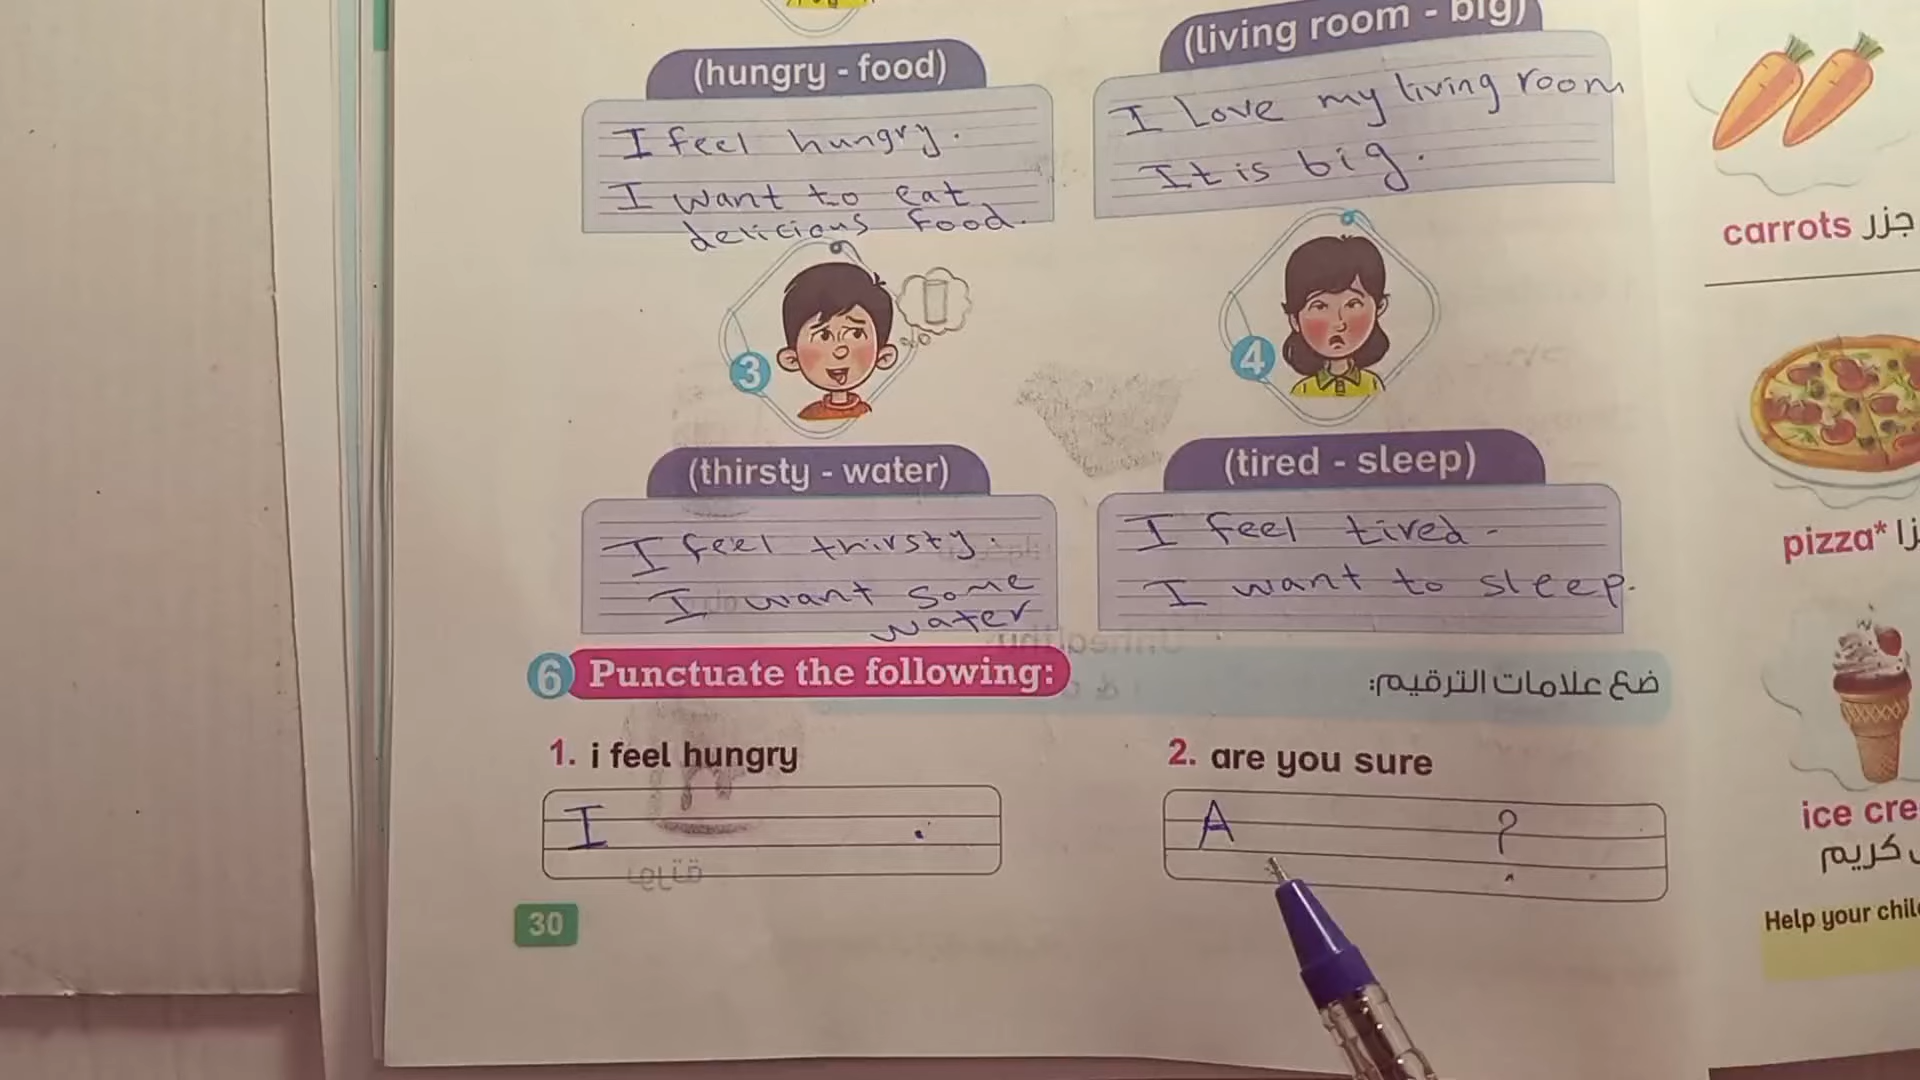 (hungry - food)
I feel hungry.
I want to eat
delicious food.
(living room - big)
I Love my living room
It is big.
3
(thirsty - water)
I feel thirsty.
I want some
water
4
(tired - sleep)
I feel tired-
I want to sleep.
6 Punctuate the following:
ضع علامات الترقيم:
1. i feel hungry
I .
2. are you sure
A ?
30
carrots جزر
pizza*
ice cre
كريم
Help your chil